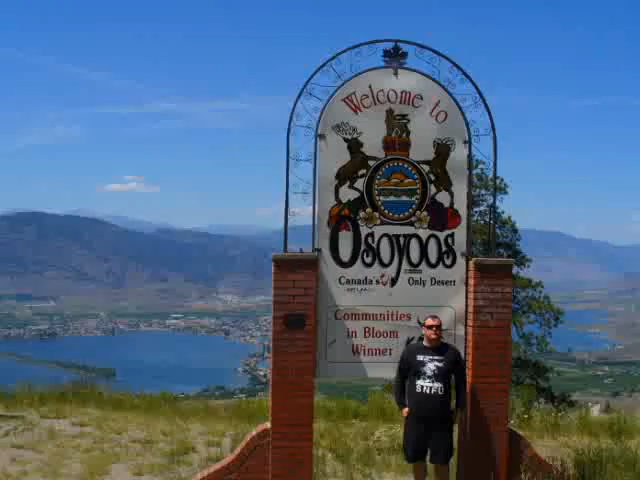 Welcome to
Osoyoos
Canada's Only Desert
Communities
in Bloom
Winner
SNFU